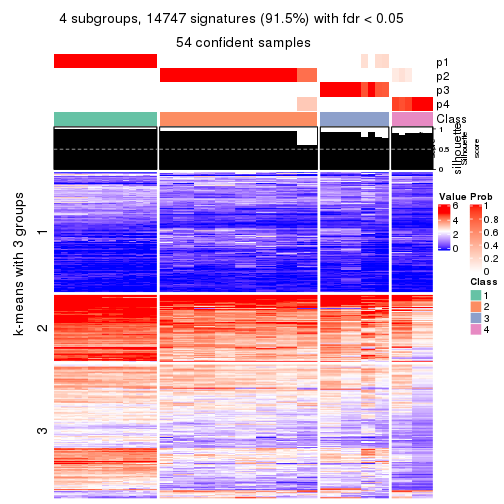 4 subgroups, 14747 signatures (91.5%) with fdr < 0.05
54 confident samples
p1
p2
p3
p4
Class
silhouette
1
0.5
0
Silhouette
score
k-means with 3 groups
1
2
3
Value
6
4
2
0
Prob
1
0.8
0.6
0.4
0.2
0
Class
1
2
3
4